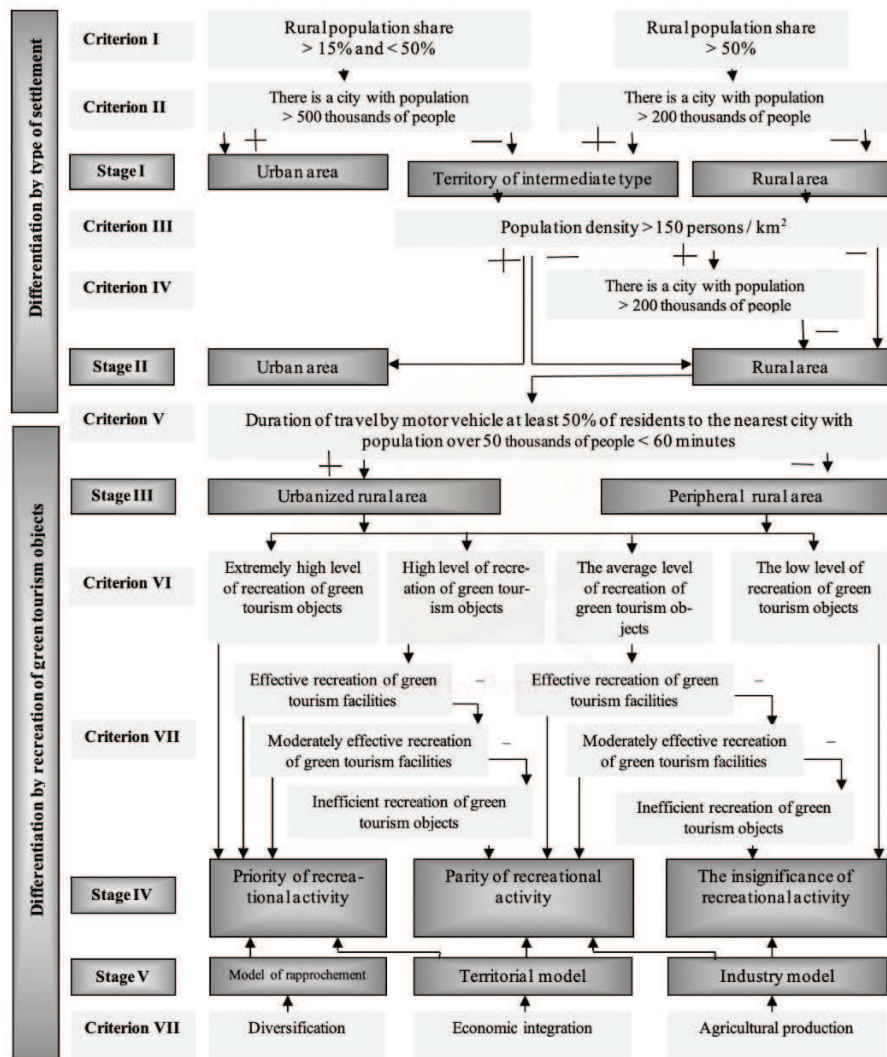 Differentiation by type of settlement
Criterion I
Rural population share
> 15% and < 50%
Rural population share
> 50%
Criterion II
There is a city with population
> 500 thousands of people
There is a city with population
> 200 thousands of people
+
—
+
—
Stage I
Urban area
Territory of intermediate type
Rural area
Criterion III
Population density > 150 persons / km²
+
—
+
—
Criterion IV
There is a city with population
> 200 thousands of people
—
Stage II
Urban area
Rural area
Differentiation by recreation of green tourism objects
Criterion V
Duration of travel by motor vehicle at least 50% of residents to the nearest city with
population over 50 thousands of people < 60 minutes
+
—
Stage III
Urbanized rural area
Peripheral rural area
Criterion VI
Extremely high level
of recreation of green
tourism objects
High level of recre-
ation of green tour-
ism objects
The average level
of recreation of
green tourism ob-
jects
The low level of
recreation of green
tourism objects
Criterion VII
Effective recreation of green
tourism facilities
–
Moderately effective recreation
of green tourism facilities
–
Inefficient recreation of green
tourism objects
Effective recreation of green
tourism facilities
–
Moderately effective recreation
of green tourism facilities
–
Inefficient recreation of green
tourism objects
Stage IV
Priority of recrea-
tional activity
Parity of recreational
activity
The insignificance of
recreational activity
Stage V
Model of rapprochement
Territorial model
Industry model
Criterion VII
Diversification
Economic integration
Agricultural production